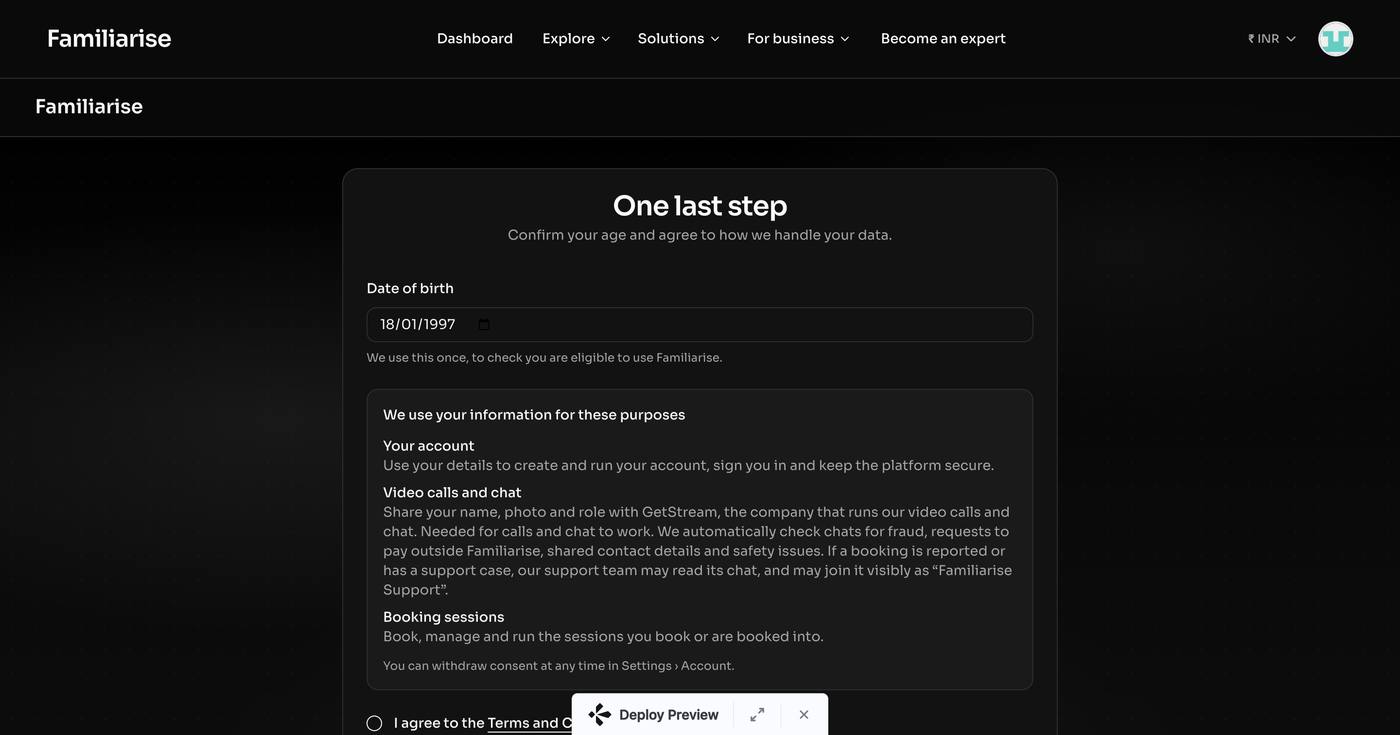 Familiarise
Dashboard
Explore
Solutions
For business
Become an expert
₹ INR
Familiarise
One last step
Confirm your age and agree to how we handle your data.
Date of birth
18/01/1997
We use this once, to check you are eligible to use Familiarise.
We use your information for these purposes
Your account
Use your details to create and run your account, sign you in and keep the platform secure.
Video calls and chat
Share your name, photo and role with GetStream, the company that runs our video calls and
chat. Needed for calls and chat to work. We automatically check chats for fraud, requests to
pay outside Familiarise, shared contact details and safety issues. If a booking is reported or
has a support case, our support team may read its chat, and may join it visibly as “Familiarise
Support”.
Booking sessions
Book, manage and run the sessions you book or are booked into.
You can withdraw consent at any time in Settings › Account.
I agree to the Terms and
Deploy Preview